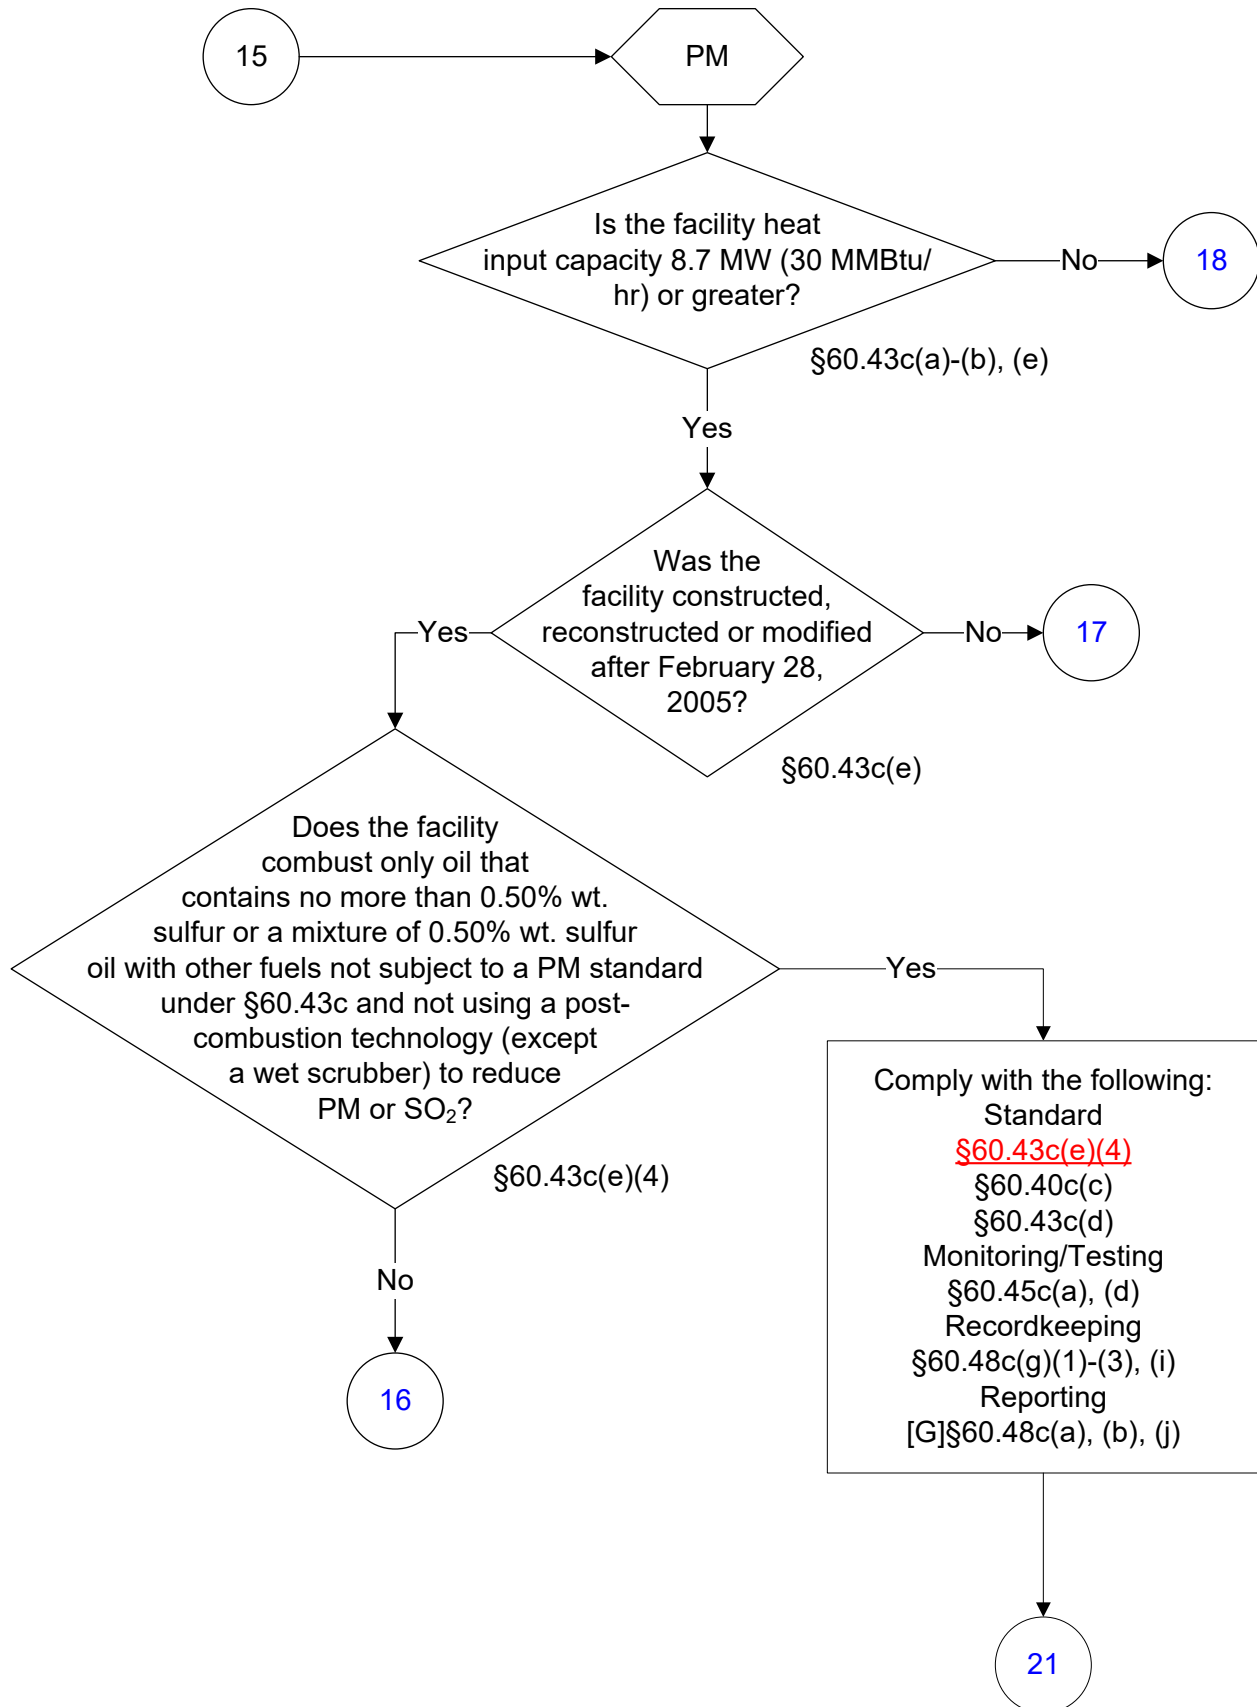 15
PM
Is the facility heat
input capacity 8.7 MW (30 MMBtu/
hr) or greater?
No
18
§60.43c(a)-(b), (e)
Yes
Was the
facility constructed,
reconstructed or modified
after February 28,
2005?
Yes
No
17
§60.43c(e)
Does the facility
combust only oil that
contains no more than 0.50% wt.
sulfur or a mixture of 0.50% wt. sulfur
oil with other fuels not subject to a PM standard
under §60.43c and not using a post-
combustion technology (except
a wet scrubber) to reduce
PM or SO₂?
Yes
§60.43c(e)(4)
No
16
Comply with the following:
Standard
§60.43c(e)(4)
§60.40c(c)
§60.43c(d)
Monitoring/Testing
§60.45c(a), (d)
Recordkeeping
§60.48c(g)(1)-(3), (i)
Reporting
[G]§60.48c(a), (b), (j)
21